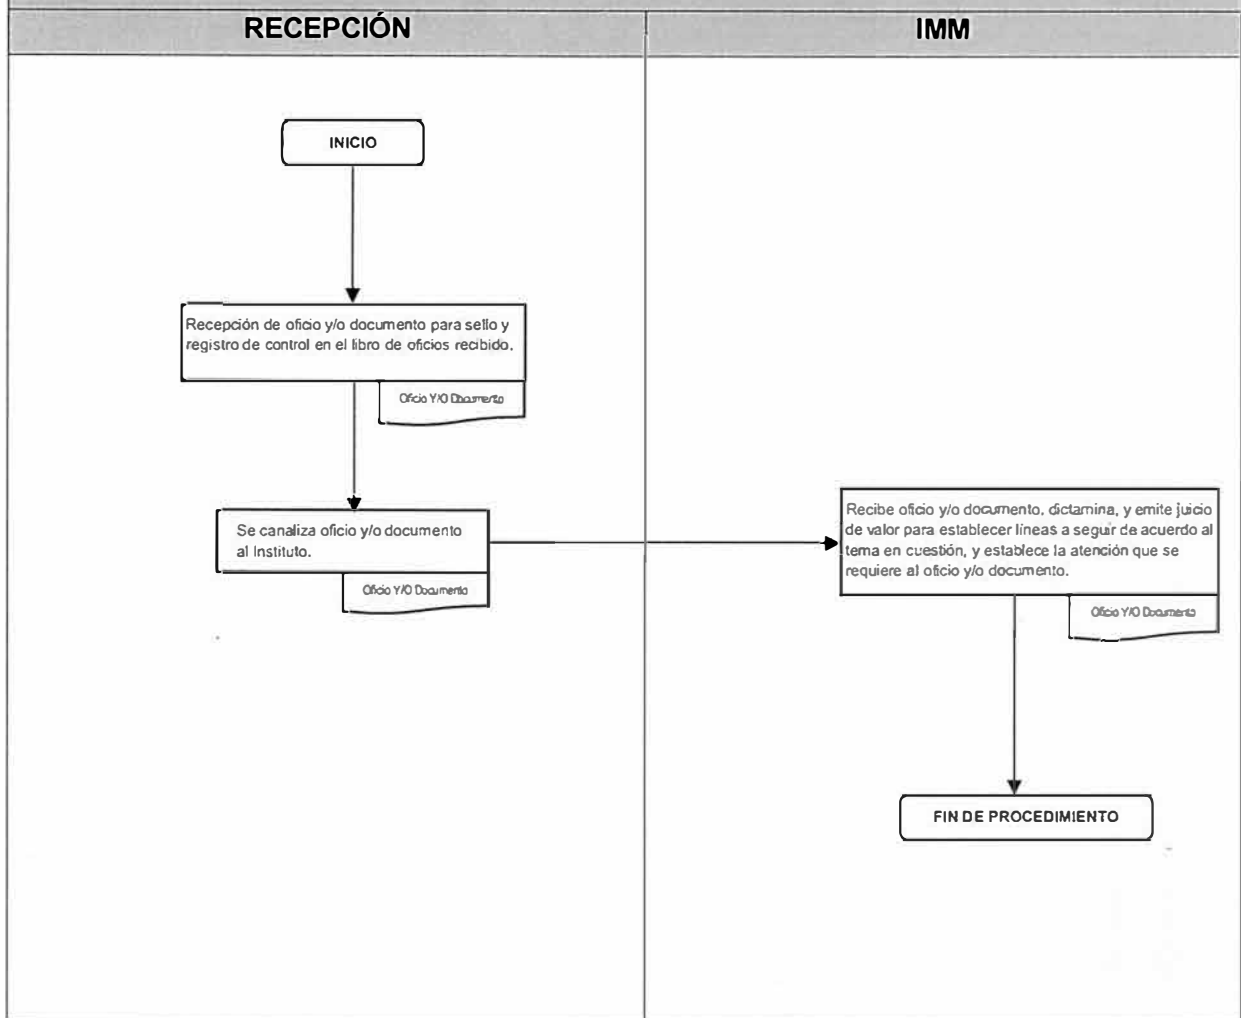 RECEPCIÓN
IMM
INICIO
Recepción de oficio y/o documento para sello y
registro de control en el libro de oficios recibido.
Oficio Y/O Documento
Se canaliza oficio y/o documento
al Instituto.
Oficio Y/O Documento
Recibe oficio y/o documento, dictamina, y emite juicio
de valor para establecer líneas a seguir de acuerdo al
tema en cuestión, y establece la atención que se
requiere al oficio y/o documento.
Oficio Y/O Documento
FIN DE PROCEDIMIENTO